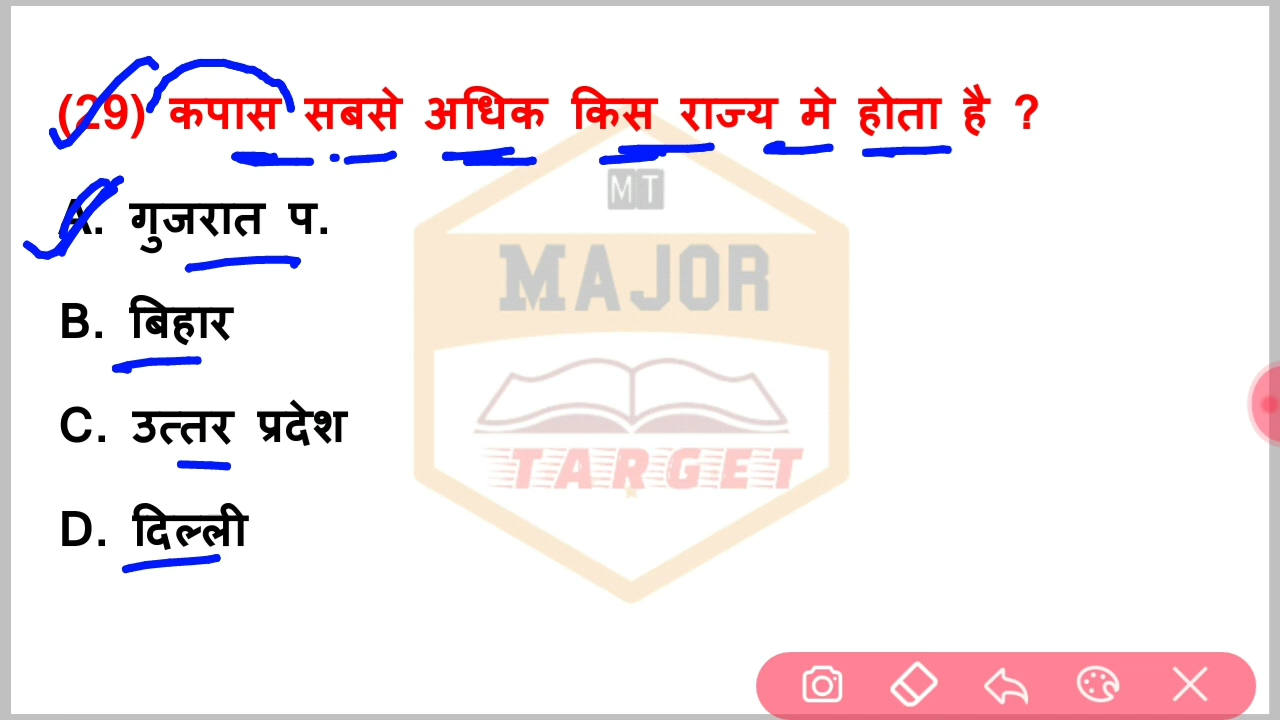 (29) कपास सबसे अधिक किस राज्य मे होता है ?
A. गुजरात प.
B. बिहार
C. उत्तर प्रदेश
D. दिल्ली
MT
MAJOR
TARGET